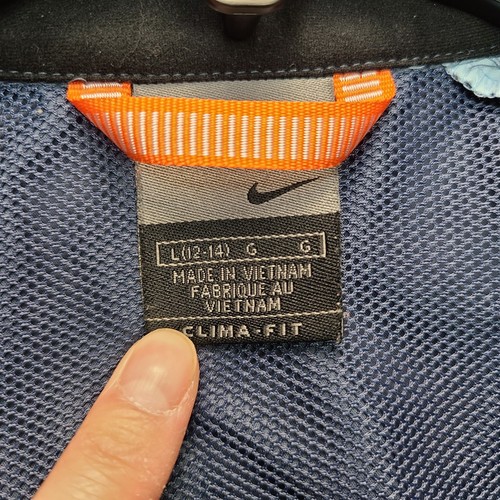 L(12-14) G G
MADE IN VIETNAM
FABRIQUE AU
VIETNAM
CLIMA-FIT